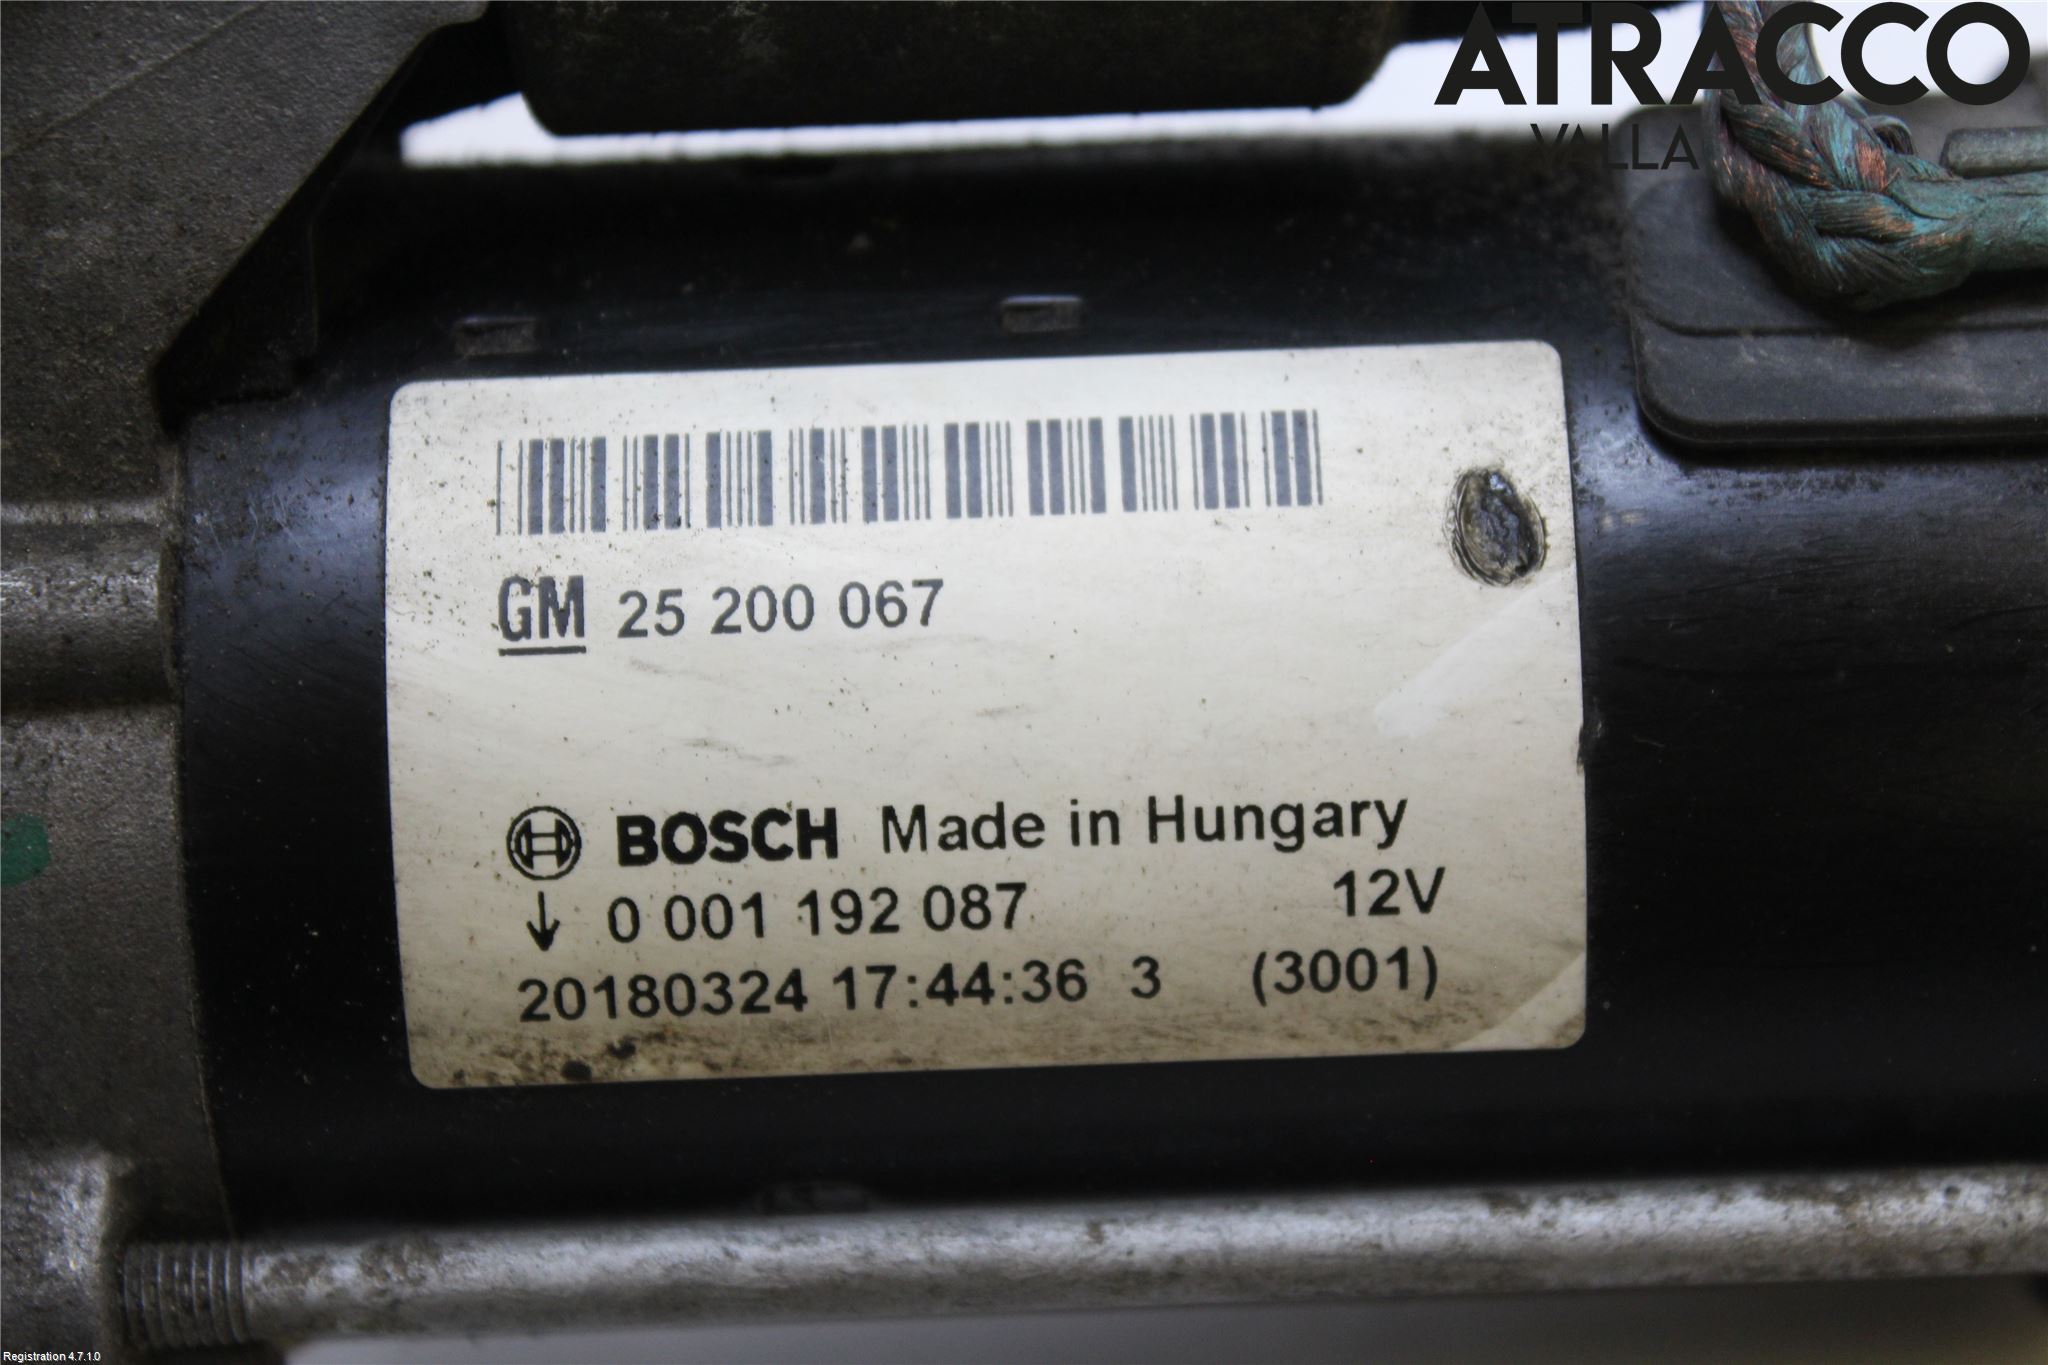 ATRACCO
VALLA
GM 25 200 067
BOSCH Made in Hungary
0 001 192 087 12V
20180324 17:44:36 3 (3001)
Registration 4.7.1.0